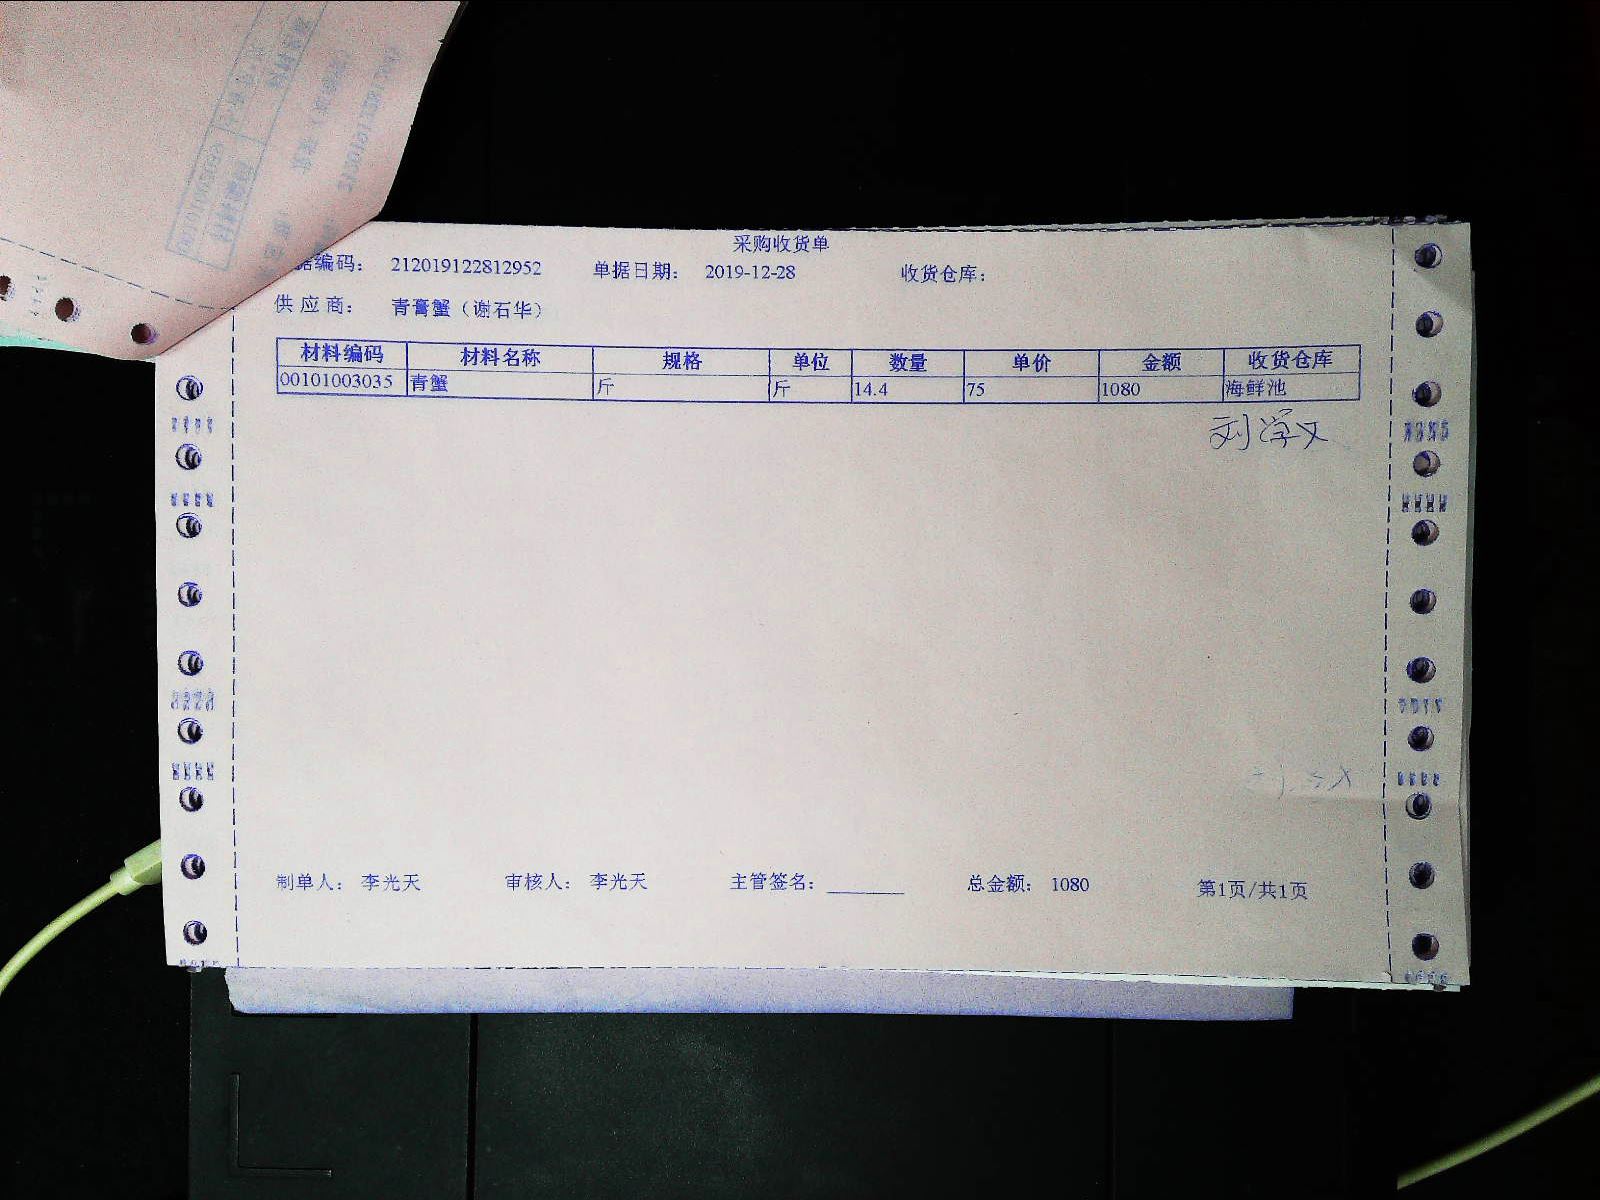 采购收货单
据编码： 212019122812952 单据日期： 2019-12-28 收货仓库：
供应商： 青膏蟹（谢石华）
材料编码 材料名称 规格 单位 数量 单价 金额 收货仓库
00101003035 青蟹 斤 斤 14.4 75 1080 海鲜池
刘学义
制单人： 李光天 审核人： 李光天 主管签名： 总金额： 1080 第1页/共1页